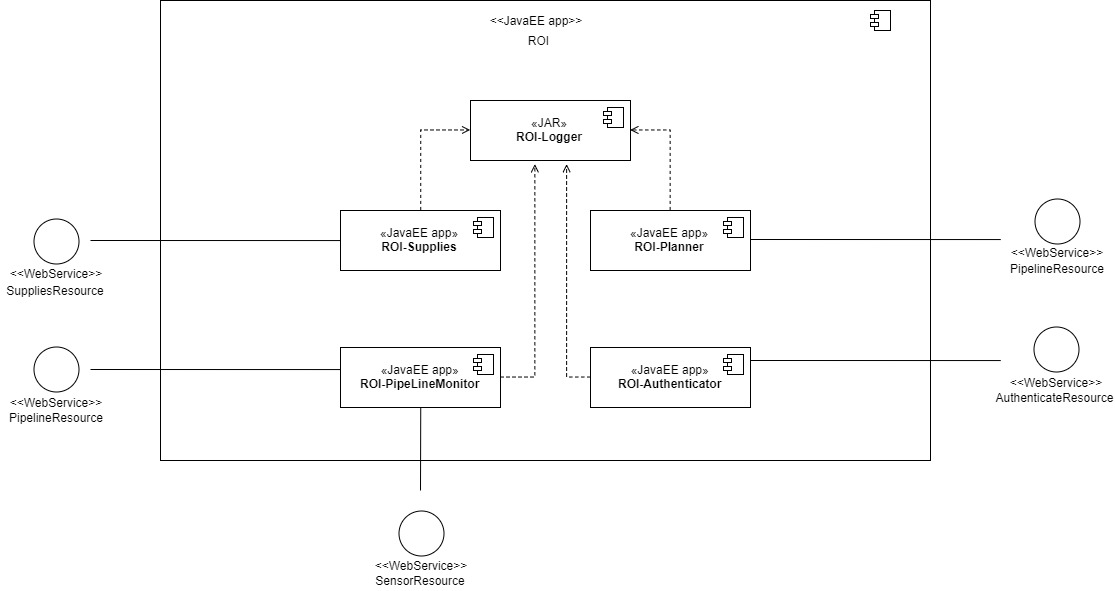 <<JavaEE app>>
ROI
«JAR»
ROI-Logger
«JavaEE app»
ROI-Supplies
«JavaEE app»
ROI-Planner
<<WebService>>
SuppliesResource
<<WebService>>
PipelineResource
«JavaEE app»
ROI-PipeLineMonitor
«JavaEE app»
ROI-Authenticator
<<WebService>>
PipelineResource
<<WebService>>
AuthenticateResource
<<WebService>>
SensorResource